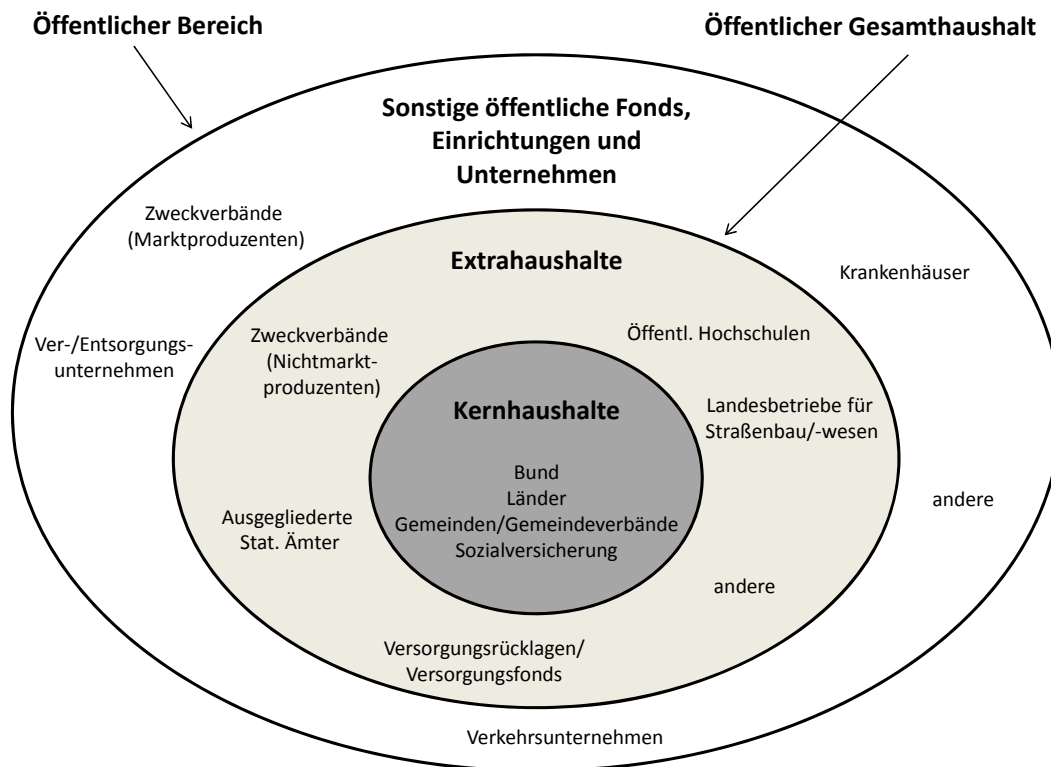 Öffentlicher Bereich
Öffentlicher Gesamthaushalt
Sonstige öffentliche Fonds,
Einrichtungen und
Unternehmen
Zweckverbände
(Marktproduzenten)
Krankenhäuser
Ver-/Entsorgungs-
unternehmen
Extrahaushalte
Zweckverbände
(Nichtmarkt-
produzenten)
Öffentl. Hochschulen
Landesbetriebe für
Straßenbau/-wesen
Kernhaushalte
Bund
Länder
Gemeinden/Gemeindeverbände
Sozialversicherung
Ausgegliederte
Stat. Ämter
andere
andere
Versorgungsrücklagen/
Versorgungsfonds
Verkehrsunternehmen